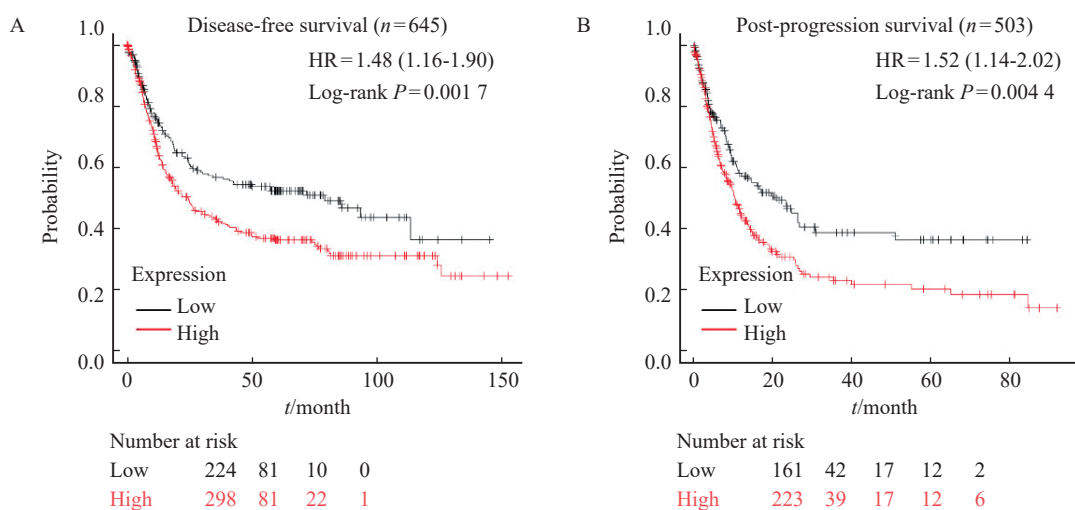 A
Disease-free survival (n=645)
HR=1.48 (1.16-1.90)
Log-rank P=0.001 7
Probability
1.0
0.8
0.6
0.4
0.2
0.0
Expression
Low
High
0 50 100 150
t/month
Number at risk
Low 224 81 10 0
High 298 81 22 1
B
Post-progression survival (n=503)
HR=1.52 (1.14-2.02)
Log-rank P=0.004 4
Probability
1.0
0.8
0.6
0.4
0.2
0.0
Expression
Low
High
0 20 40 60 80
t/month
Number at risk
Low 161 42 17 12 2
High 223 39 17 12 6